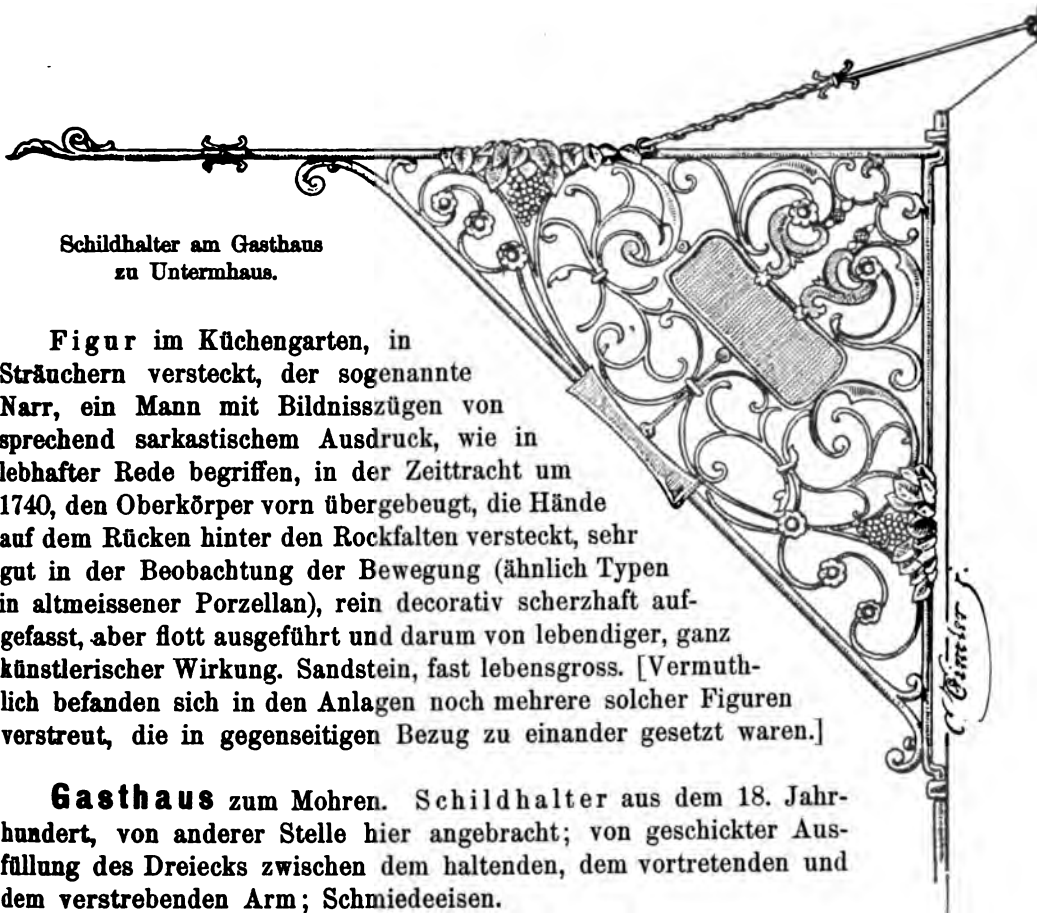 Schildhalter am Gasthaus
zu Untermhaus.
Figur im Küchengarten, in
Sträuchern versteckt, der sogenannte
Narr, ein Mann mit Bildnisszügen von
sprechend sarkastischem Ausdruck, wie in
lebhafter Rede begriffen, in der Zeittracht um
1740, den Oberkörper vorn übergebeugt, die Hände
auf dem Rücken hinter den Rockfalten versteckt, sehr
gut in der Beobachtung der Bewegung (ähnlich Typen
in altmeissener Porzellan), rein decorativ scherzhaft auf-
gefasst, aber flott ausgeführt und darum von lebendiger, ganz
künstlerischer Wirkung. Sandstein, fast lebensgross. [Vermuth-
lich befanden sich in den Anlagen noch mehrere solcher Figuren
verstreut, die in gegenseitigen Bezug zu einander gesetzt waren.]
Gasthaus zum Mohren. Schildhalter aus dem 18. Jahr-
hundert, von anderer Stelle hier angebracht; von geschickter Aus-
füllung des Dreiecks zwischen dem haltenden, dem vortretenden und
dem verstrebenden Arm; Schmiedeeisen.